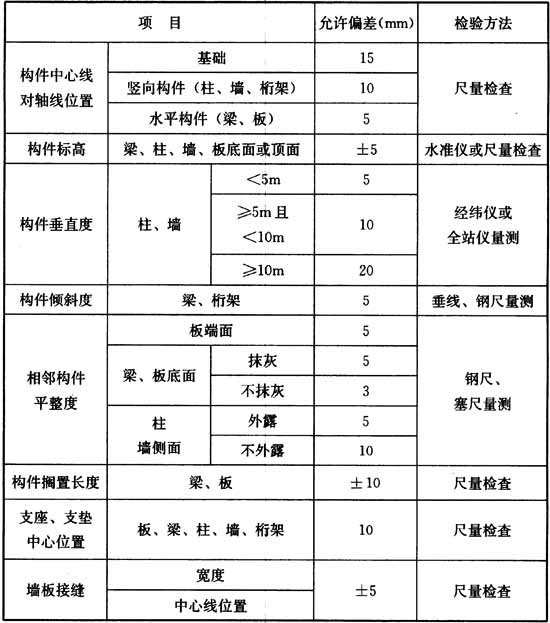 项 目 允许偏差(mm) 检验方法
构件中心线
对轴线位置
基础 15
竖向构件(柱、墙、桁架) 10
水平构件(梁、板) 5
尺量检查
构件标高 梁、柱、墙、板底面或顶面 ±5 水准仪或尺量检查
构件垂直度 柱、墙
<5m 5
≥5m且
<10m
10
≥10m 20
经纬仪或
全站仪量测
构件倾斜度 梁、桁架 5 垂线、钢尺量测
相邻构件
平整度
板端面 5
梁、板底面
抹灰 5
不抹灰 3
柱
墙侧面
外露 5
不外露 10
钢尺、
塞尺量测
构件搁置长度 梁、板 ±10 尺量检查
支座、支垫
中心位置
板、梁、柱、墙、桁架 10 尺量检查
墙板接缝
宽度
中心线位置
±5 尺量检查